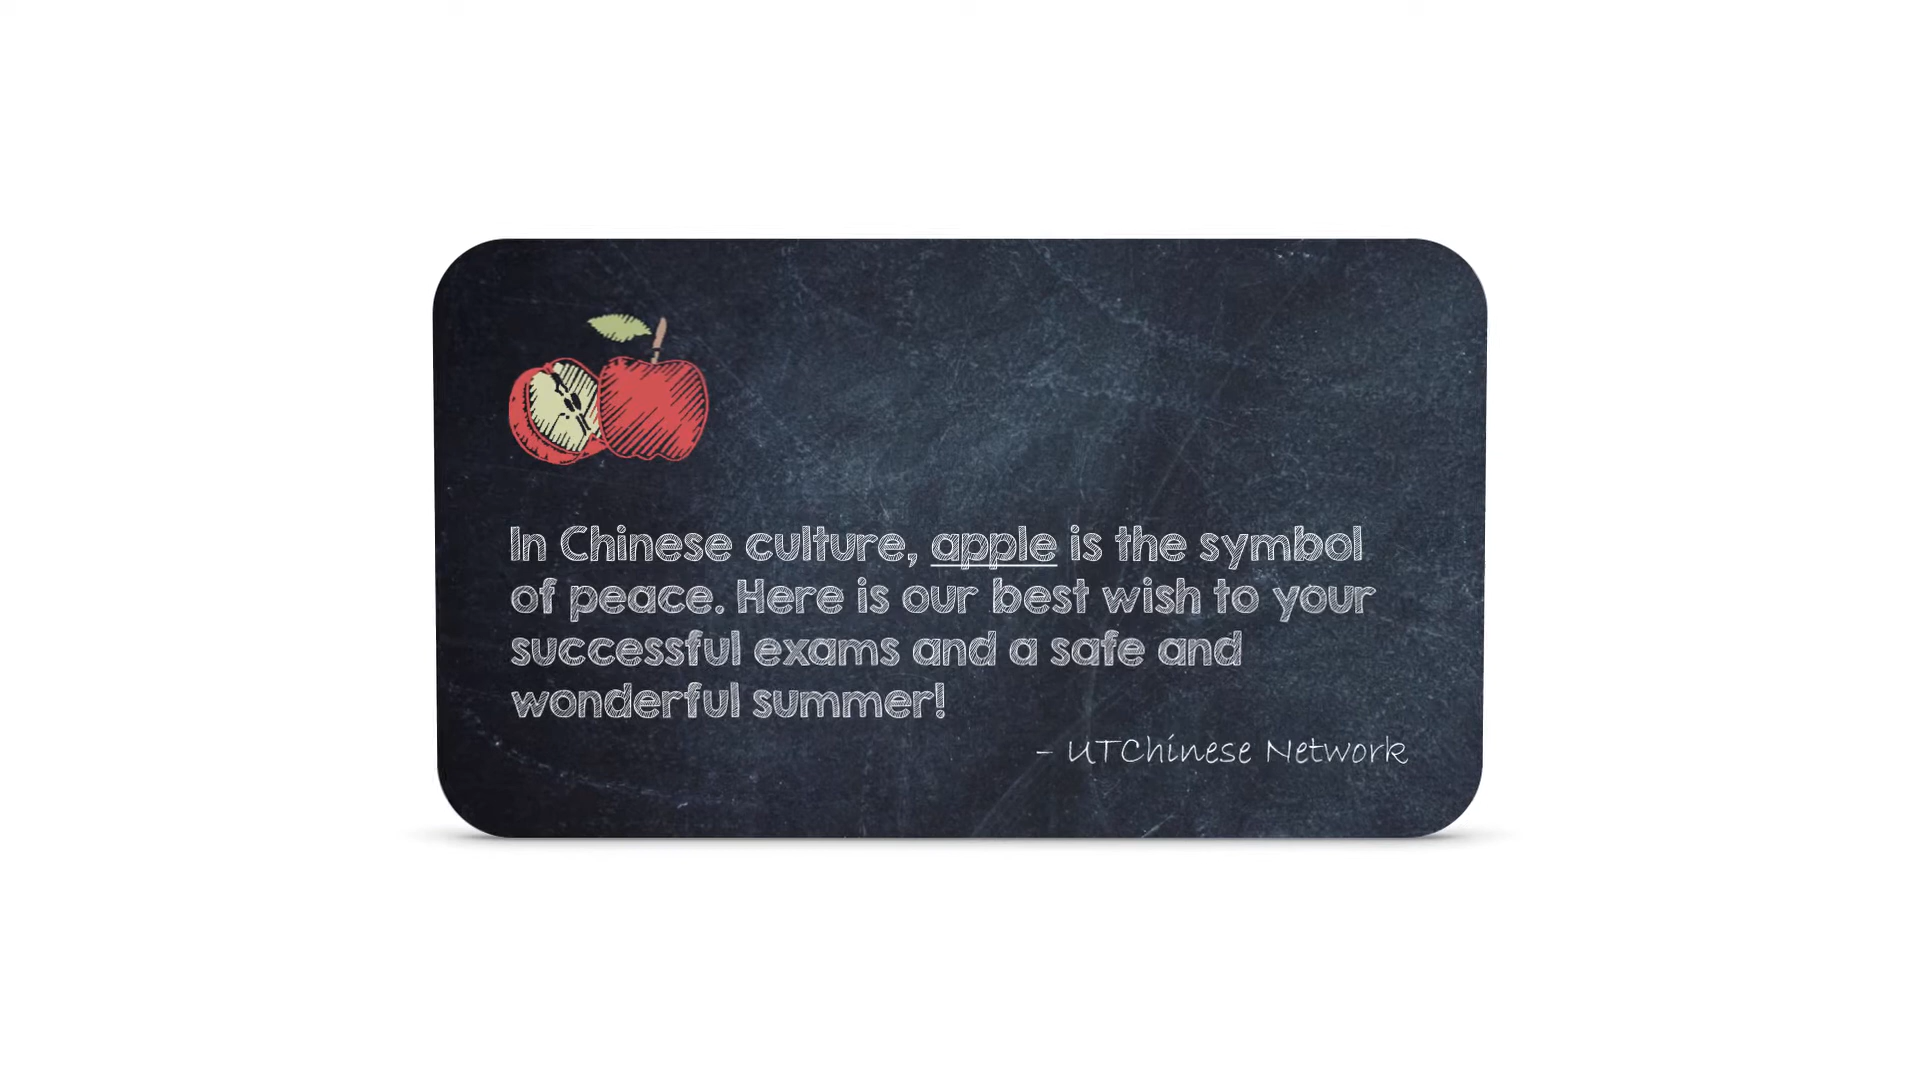 In Chinese culture, apple is the symbol
of peace. Here is our best wish to your
successful exams and a safe and
wonderful summer!
– UTChinese Network